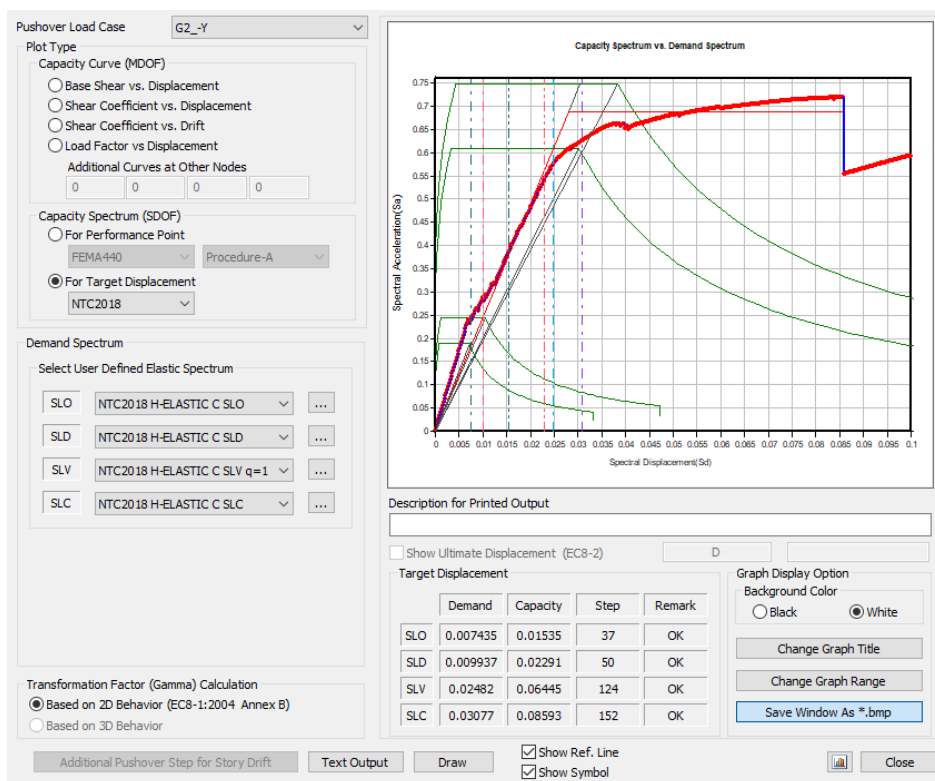 Pushover Load Case G2_-Y
Plot Type
Capacity Curve (MDOF)
Base Shear vs. Displacement
Shear Coefficient vs. Displacement
Shear Coefficient vs. Drift
Load Factor vs Displacement
Additional Curves at Other Nodes
0 0 0 0
Capacity Spectrum (SDOF)
For Performance Point
FEMA440 Procedure-A
For Target Displacement
NTC2018
Demand Spectrum
Select User Defined Elastic Spectrum
SLO NTC2018 H-ELASTIC C SLO ...
SLD NTC2018 H-ELASTIC C SLD ...
SLV NTC2018 H-ELASTIC C SLV q=1 ...
SLC NTC2018 H-ELASTIC C SLC ...
Transformation Factor (Gamma) Calculation
Based on 2D Behavior (EC8-1:2004 Annex B)
Based on 3D Behavior
Capacity Spectrum vs. Demand Spectrum
Spectral Acceleration(Sa)
0.75
0.7
0.65
0.6
0.55
0.5
0.45
0.4
0.35
0.3
0.25
0.2
0.15
0.1
0.05
0
0 0.005 0.01 0.015 0.02 0.025 0.03 0.035 0.04 0.045 0.05 0.055 0.06 0.065 0.07 0.075 0.08 0.085 0.09 0.095 0.1
Spectral Displacement(Sd)
Description for Printed Output
Show Ultimate Displacement (EC8-2) D
Target Displacement
Demand Capacity Step Remark
SLO 0.007435 0.01535 37 OK
SLD 0.009937 0.02291 50 OK
SLV 0.02482 0.06445 124 OK
SLC 0.03077 0.08593 152 OK
Graph Display Option
Background Color
Black White
Change Graph Title
Change Graph Range
Save Window As *.bmp
Additional Pushover Step for Story Drift Text Output Draw
Show Ref. Line
Show Symbol
Close